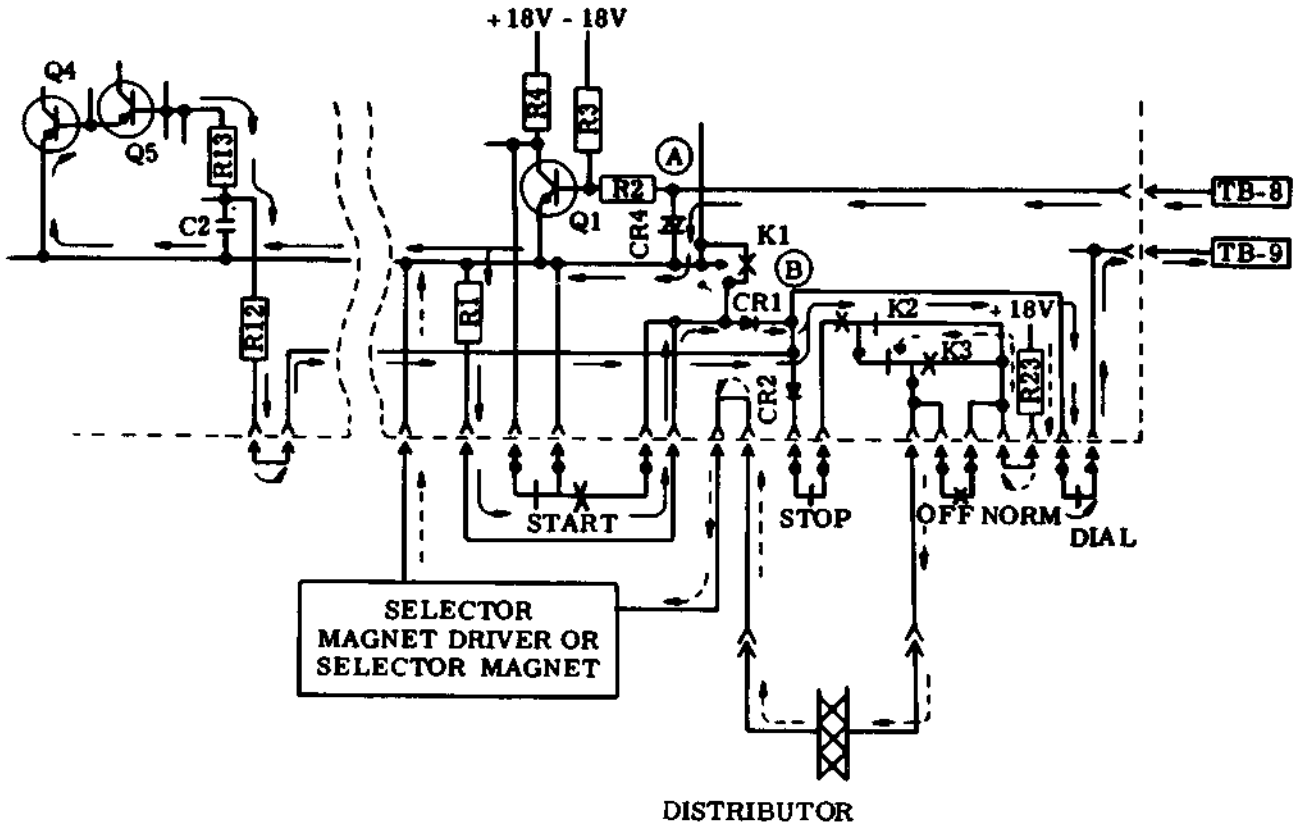 +18V -18V
Q4
Q5
R13
C2
R12
R4
R3
A
R2
Q1
CR4
TB-8
K1
TB-9
B
R1
CR1
K2
+18V
K3
CR2
R23
START
STOP
OFF NORM
DIAL
SELECTOR
MAGNET DRIVER OR
SELECTOR MAGNET
DISTRIBUTOR